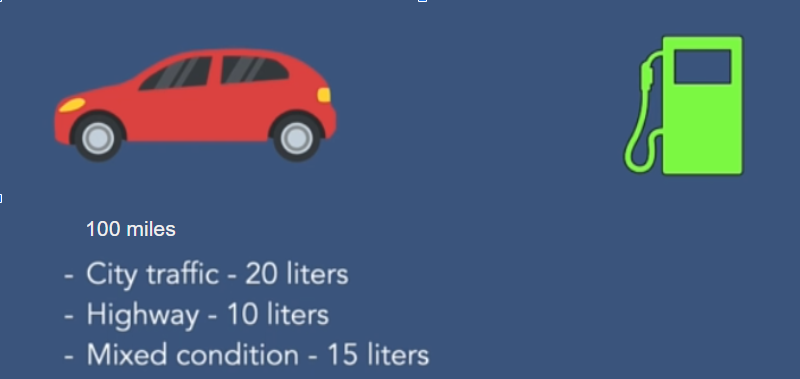 100 miles
- City traffic - 20 liters
- Highway - 10 liters
- Mixed condition - 15 liters